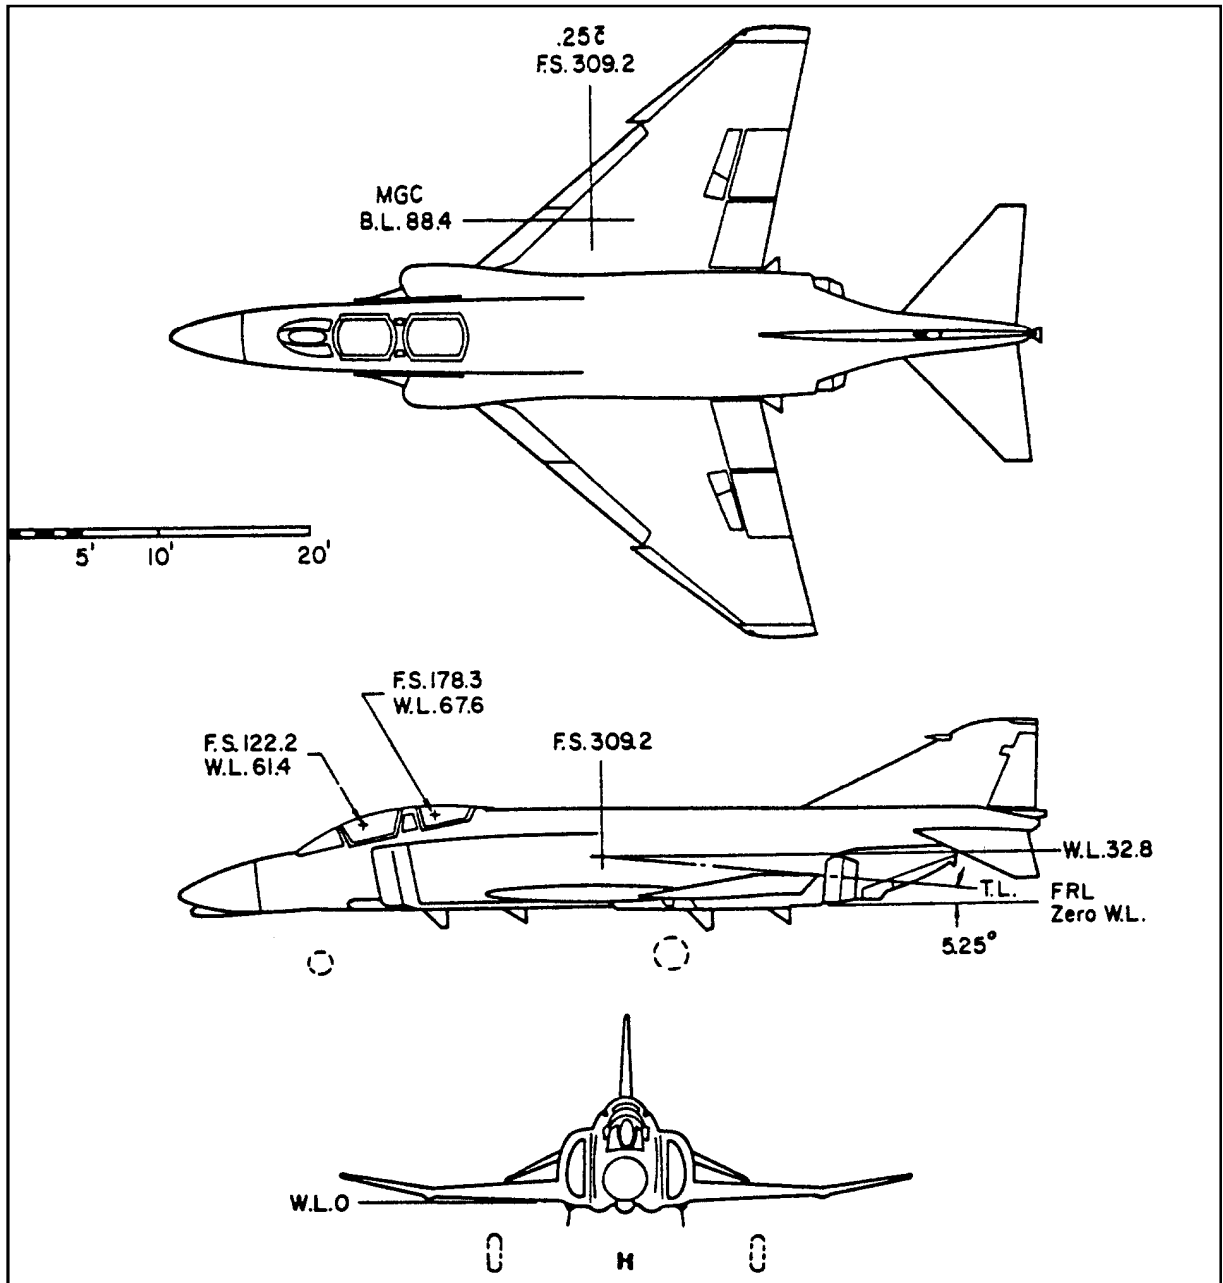 .25c̄
F.S. 309.2
MGC
B.L. 88.4
5' 10' 20'
F.S. 178.3
W.L. 67.6
F.S. 122.2
W.L. 61.4
F.S. 309.2
W.L. 32.8
T.L.
FRL
Zero W.L.
5.25°
W.L. 0